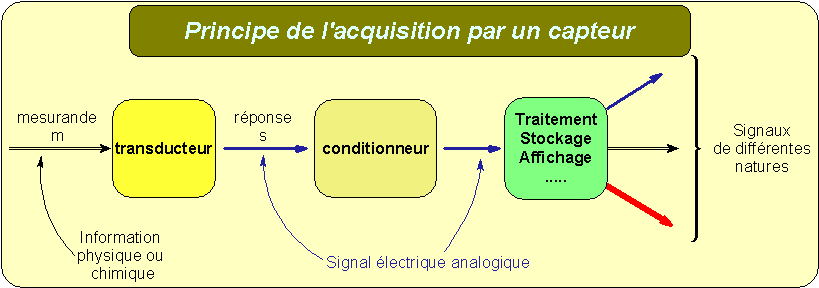 Principe de l'acquisition par un capteur
mesurande
m
transducteur
réponse
s
conditionneur
Traitement
Stockage
Affichage
.....
Signaux
de différentes
natures
Information
physique ou
chimique
Signal électrique analogique